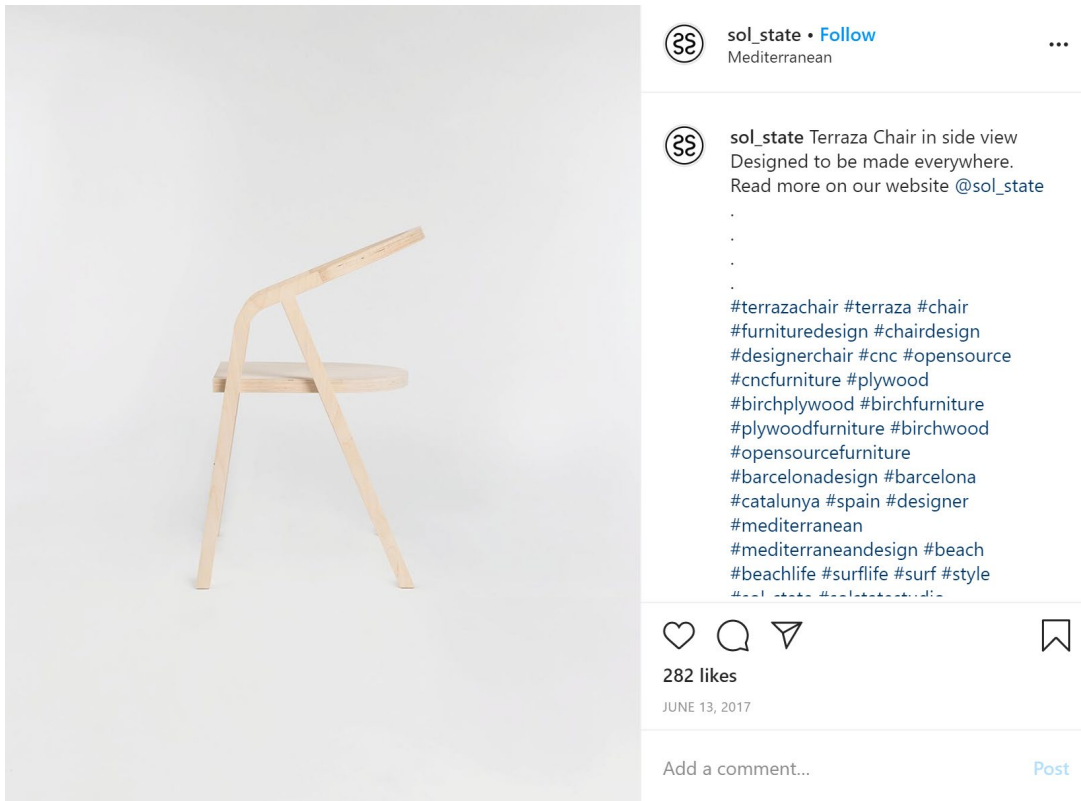 sol_state • Follow
Mediterranean
sol_state Terraza Chair in side view
Designed to be made everywhere.
Read more on our website @sol_state
.
.
.
.
#terrazachair #terraza #chair
#furnituredesign #chairdesign
#designerchair #cnc #opensource
#cncfurniture #plywood
#birchplywood #birchfurniture
#plywoodfurniture #birchwood
#opensourcefurniture
#barcelonadesign #barcelona
#catalunya #spain #designer
#mediterranean
#mediterraneandesign #beach
#beachlife #surflife #surf #style
#sol_state #solstatestudio
282 likes
JUNE 13, 2017
Add a comment...
Post